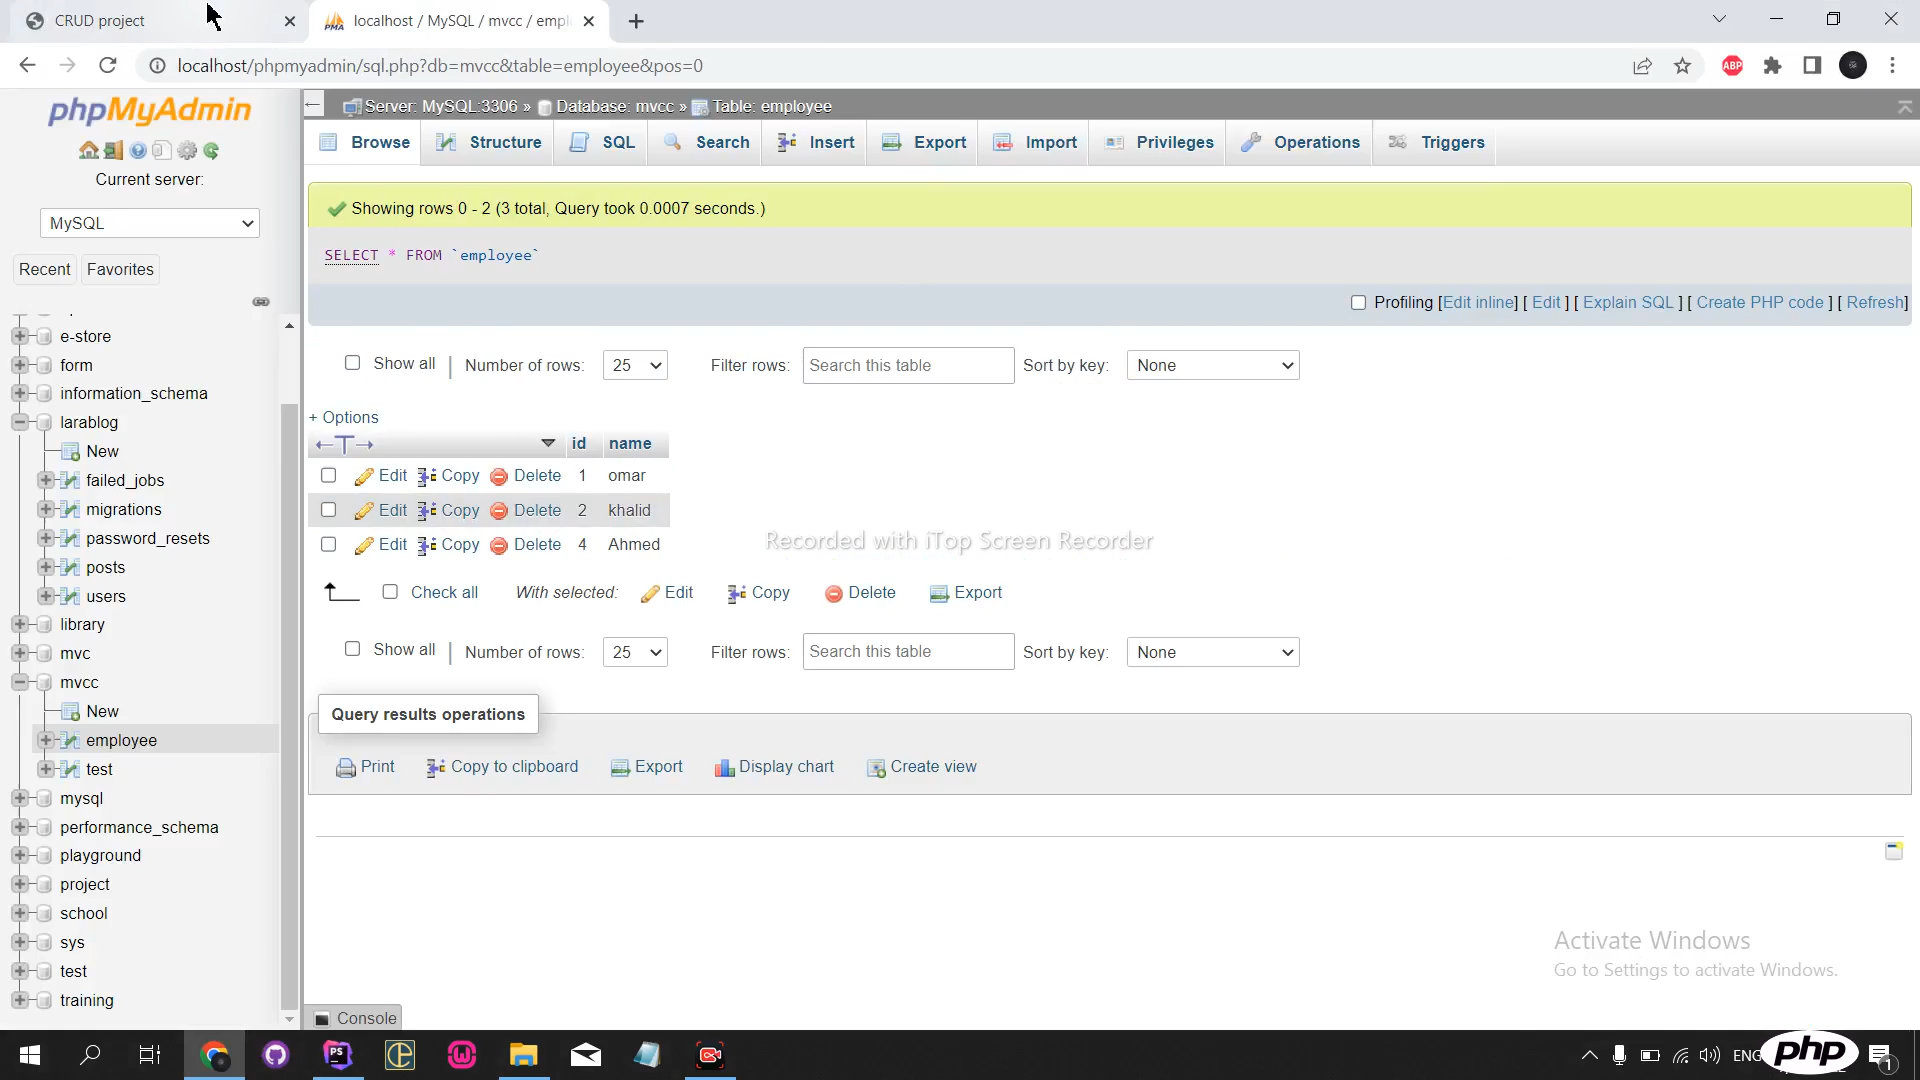 CRUD project
localhost / MySQL / mvcc / empl
localhost/phpmyadmin/sql.php?db=mvcc&table=employee&pos=0
ABP
phpMyAdmin
Current server:
MySQL
Recent
Favorites
e-store
form
information_schema
larablog
New
failed_jobs
migrations
password_resets
posts
users
library
mvc
mvcc
New
employee
test
mysql
performance_schema
playground
project
school
sys
test
training
Server: MySQL:3306 » Database: mvcc » Table: employee
Browse Structure SQL Search Insert Export Import Privileges Operations Triggers
Showing rows 0 - 2 (3 total, Query took 0.0007 seconds.)
SELECT * FROM `employee`
Profiling [Edit inline] [ Edit ] [ Explain SQL ] [ Create PHP code ] [ Refresh]
Show all | Number of rows: 25 Filter rows: Search this table Sort by key: None
+ Options
←T→ id name
Edit Copy Delete 1 omar
Edit Copy Delete 2 khalid
Edit Copy Delete 4 Ahmed
Recorded with iTop Screen Recorder
Check all With selected: Edit Copy Delete Export
Show all | Number of rows: 25 Filter rows: Search this table Sort by key: None
Query results operations
Print Copy to clipboard Export Display chart Create view
Activate Windows
Go to Settings to activate Windows.
Console
PS
ENG
php
1